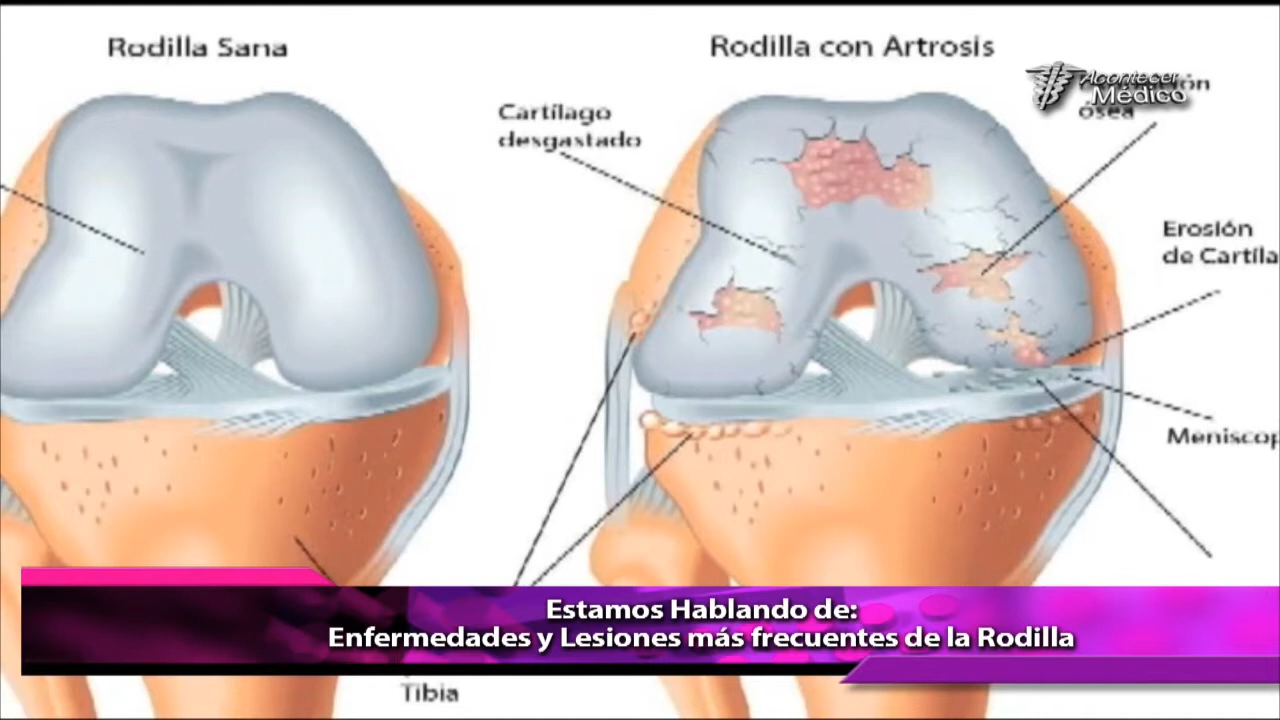 Rodilla Sana
Rodilla con Artrosis
Acontecer
Médico
ósea
Cartílago
desgastado
Erosión
de Cartíla
Meniscop
Estamos Hablando de:
Enfermedades y Lesiones más frecuentes de la Rodilla
Tibia